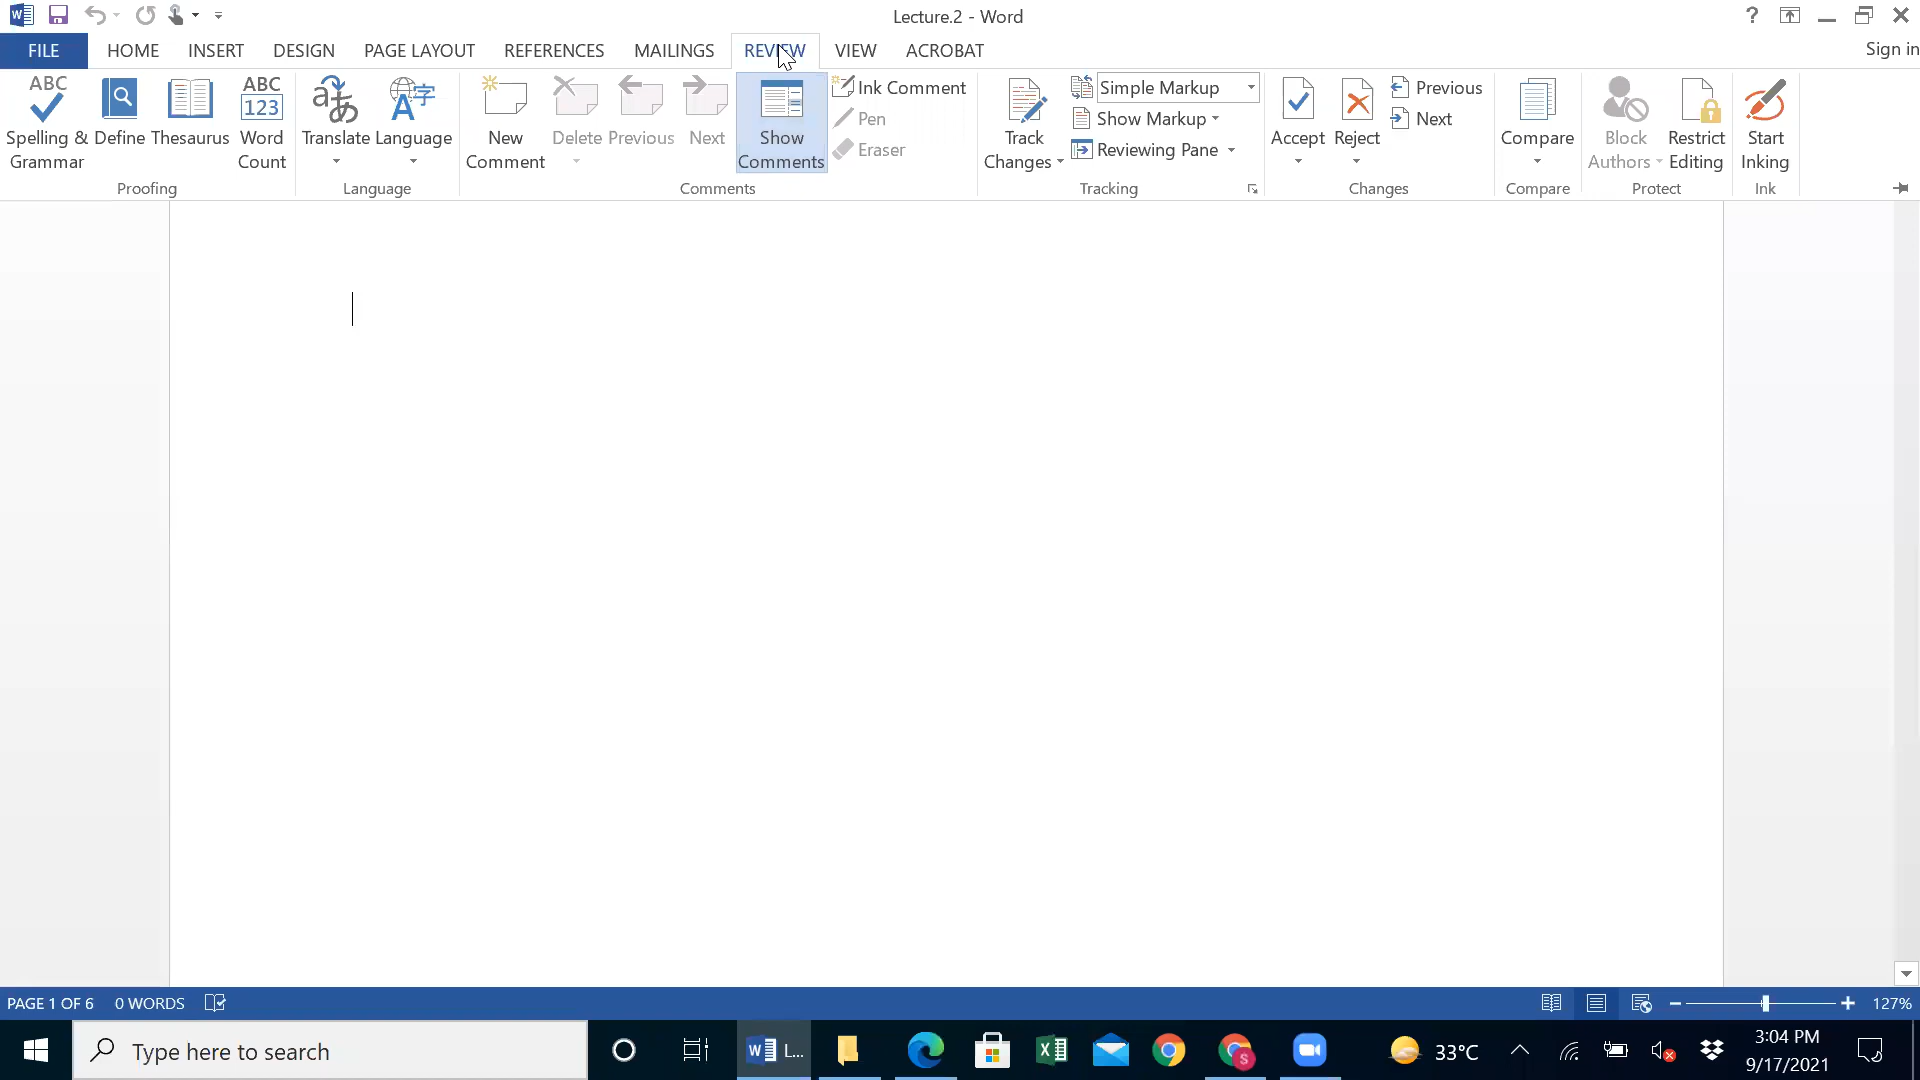 Lecture.2 - Word
?
FILE HOME INSERT DESIGN PAGE LAYOUT REFERENCES MAILINGS REVIEW VIEW ACROBAT Sign in
ABC
Spelling &
Grammar
Define
Thesaurus
ABC
123
Word
Count
Proofing
Translate
Language
Language
New
Comment
Delete
Previous
Next
Show
Comments
Ink Comment
Pen
Eraser
Comments
Track
Changes
Simple Markup
Show Markup
Reviewing Pane
Tracking
Accept
Reject
Previous
Next
Changes
Compare
Compare
Block
Authors
Restrict
Editing
Protect
Start
Inking
Ink
PAGE 1 OF 6 0 WORDS 127%
Type here to search
L...
33°C
3:04 PM
9/17/2021